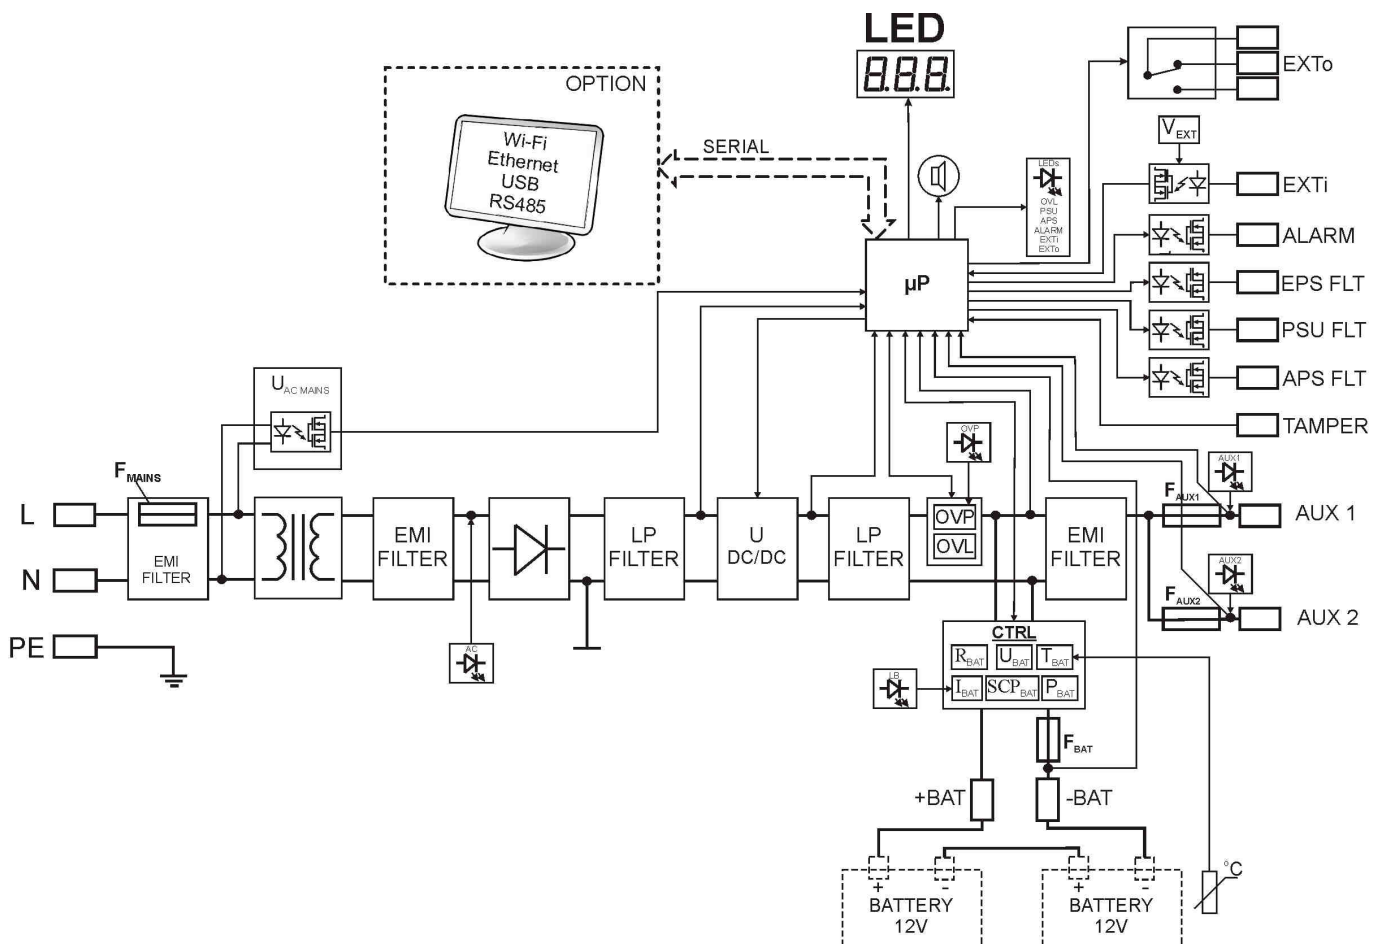 LED
8.8.8.
OPTION
Wi-Fi
Ethernet
USB
RS485
SERIAL
LEDs
OVL
PSU
APS
ALARM
EXTi
EXTo
EXTo
VEXT
EXTi
ALARM
EPS FLT
PSU FLT
APS FLT
TAMPER
µP
UAC MAINS
FMAINS
L
N
PE
EMI
FILTER
EMI
FILTER
AC
LP
FILTER
U
DC/DC
LP
FILTER
OVP
OVP
OVL
EMI
FILTER
FAUX1
AUX1
AUX 1
FAUX2
AUX2
AUX 2
CTRL
RBAT
UBAT
TBAT
IBAT
SCPBAT
PBAT
LB
FBAT
+BAT
-BAT
+
-
BATTERY
12V
+
-
BATTERY
12V
°C